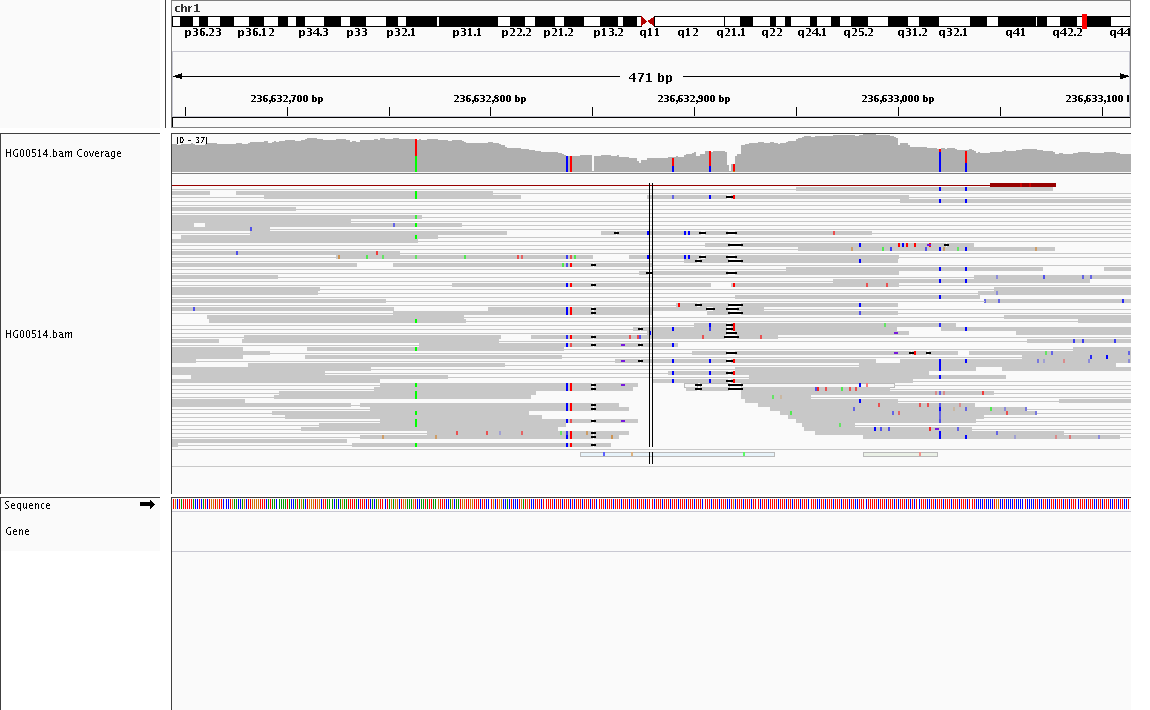 chr1
p36.23 p36.12 p34.3 p33 p32.1 p31.1 p22.2 p21.2 p13.2 q11 q12 q21.1 q22 q24.1 q25.2 q31.2 q32.1 q41 q42.2 q44
471 bp
236,632,700 bp 236,632,800 bp 236,632,900 bp 236,633,000 bp 236,633,100
[0 - 37]
HG00514.bam Coverage
HG00514.bam
Sequence
Gene